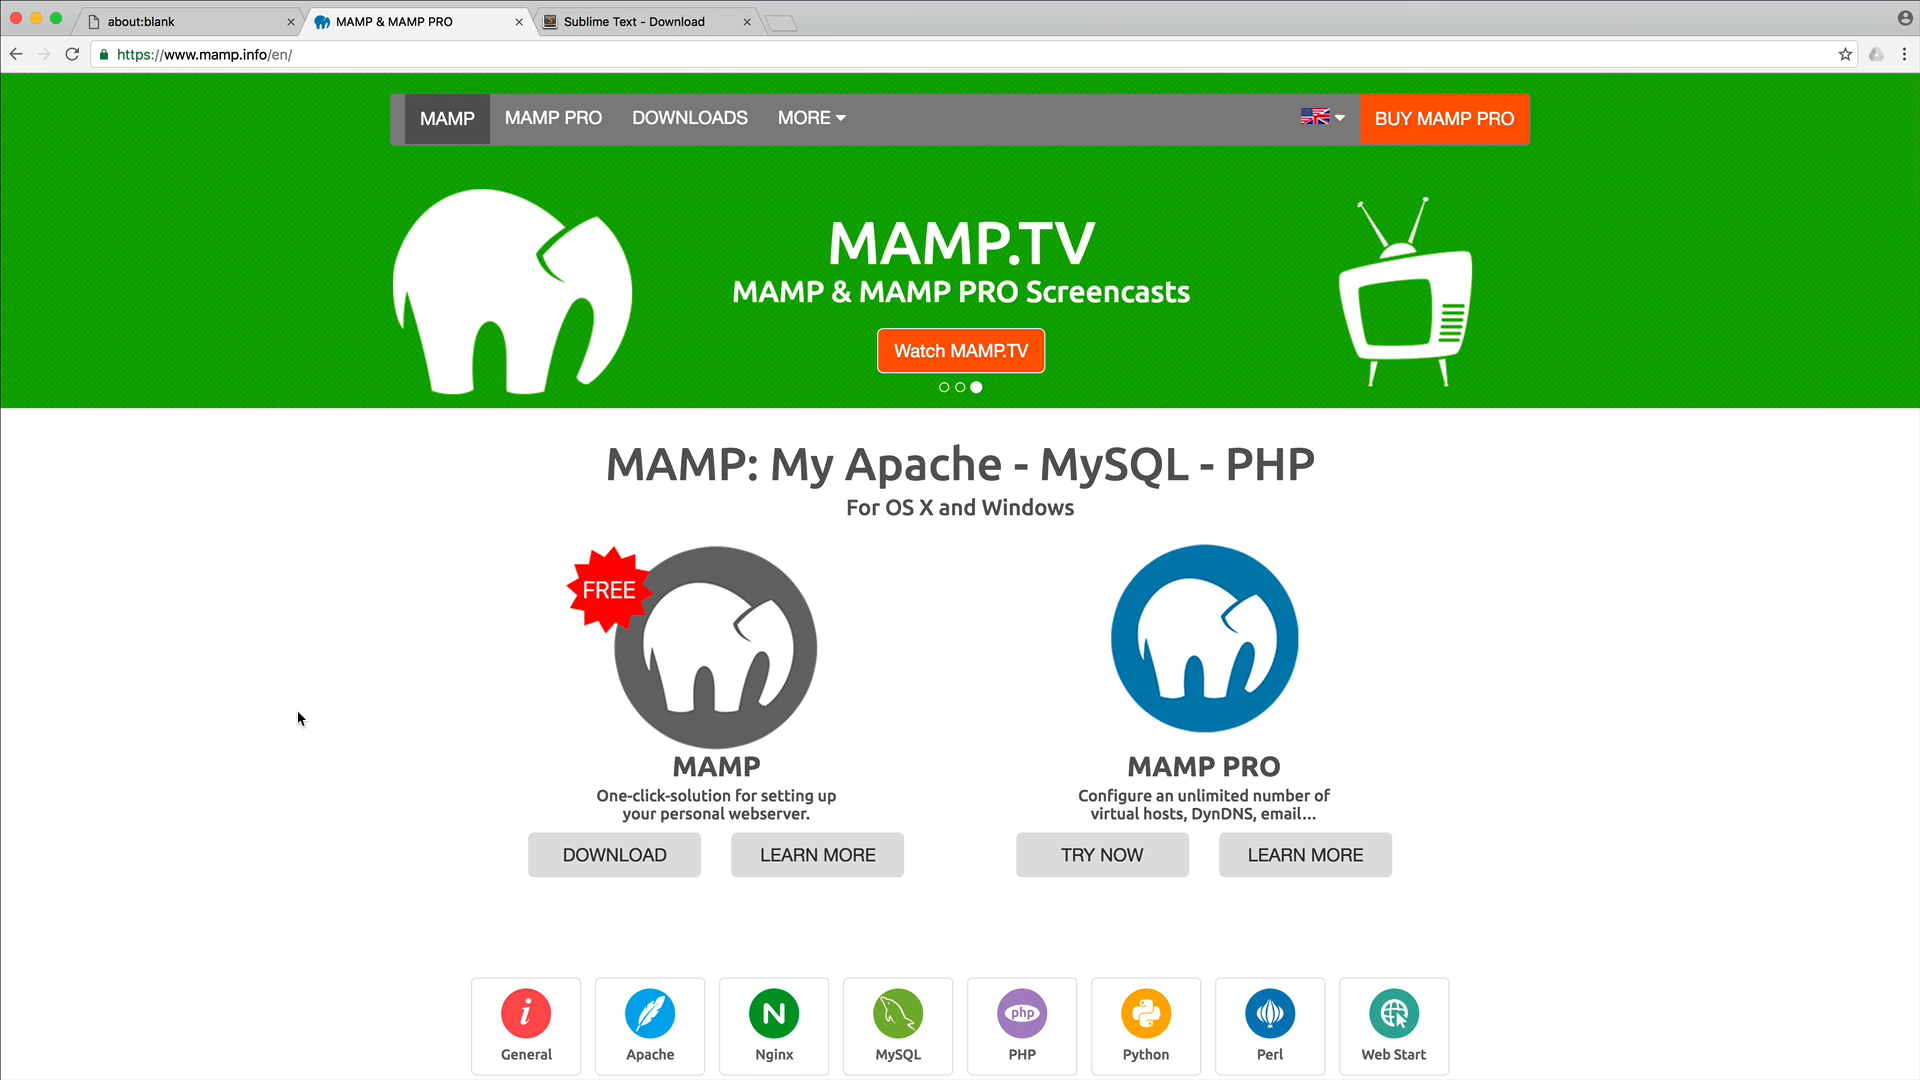 about:blank
MAMP & MAMP PRO
Sublime Text - Download
https://www.mamp.info/en/
MAMP
MAMP PRO
DOWNLOADS
MORE
BUY MAMP PRO
MAMP.TV
MAMP & MAMP PRO Screencasts
Watch MAMP.TV
MAMP: My Apache - MySQL - PHP
For OS X and Windows
FREE
MAMP
One-click-solution for setting up
your personal webserver.
DOWNLOAD
LEARN MORE
MAMP PRO
Configure an unlimited number of
virtual hosts, DynDNS, email...
TRY NOW
LEARN MORE
i
General
Apache
N
Nginx
MySQL
php
PHP
Python
Perl
Web Start